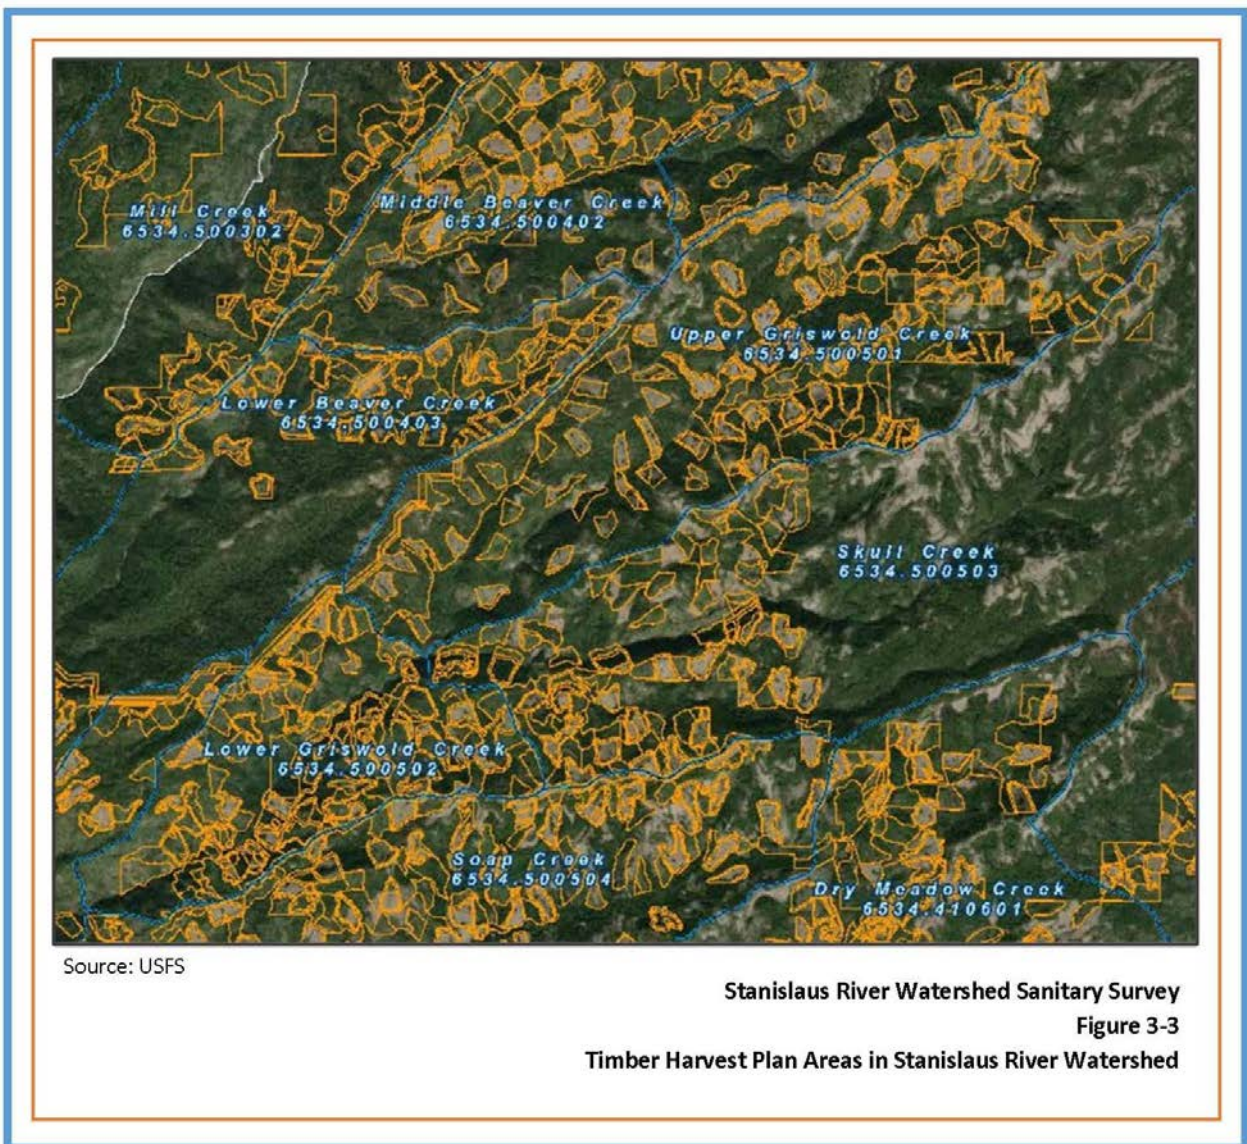 Mill Creek
6534.500302
Middle Beaver Creek
6534.500402
Upper Griswold Creek
6534.500501
Lower Beaver Creek
6534.500403
Skull Creek
6534.500503
Lower Griswold Creek
6534.500502
Soap Creek
6534.500504
Dry Meadow Creek
6534.410601
Source: USFS
Stanislaus River Watershed Sanitary Survey
Figure 3-3
Timber Harvest Plan Areas in Stanislaus River Watershed